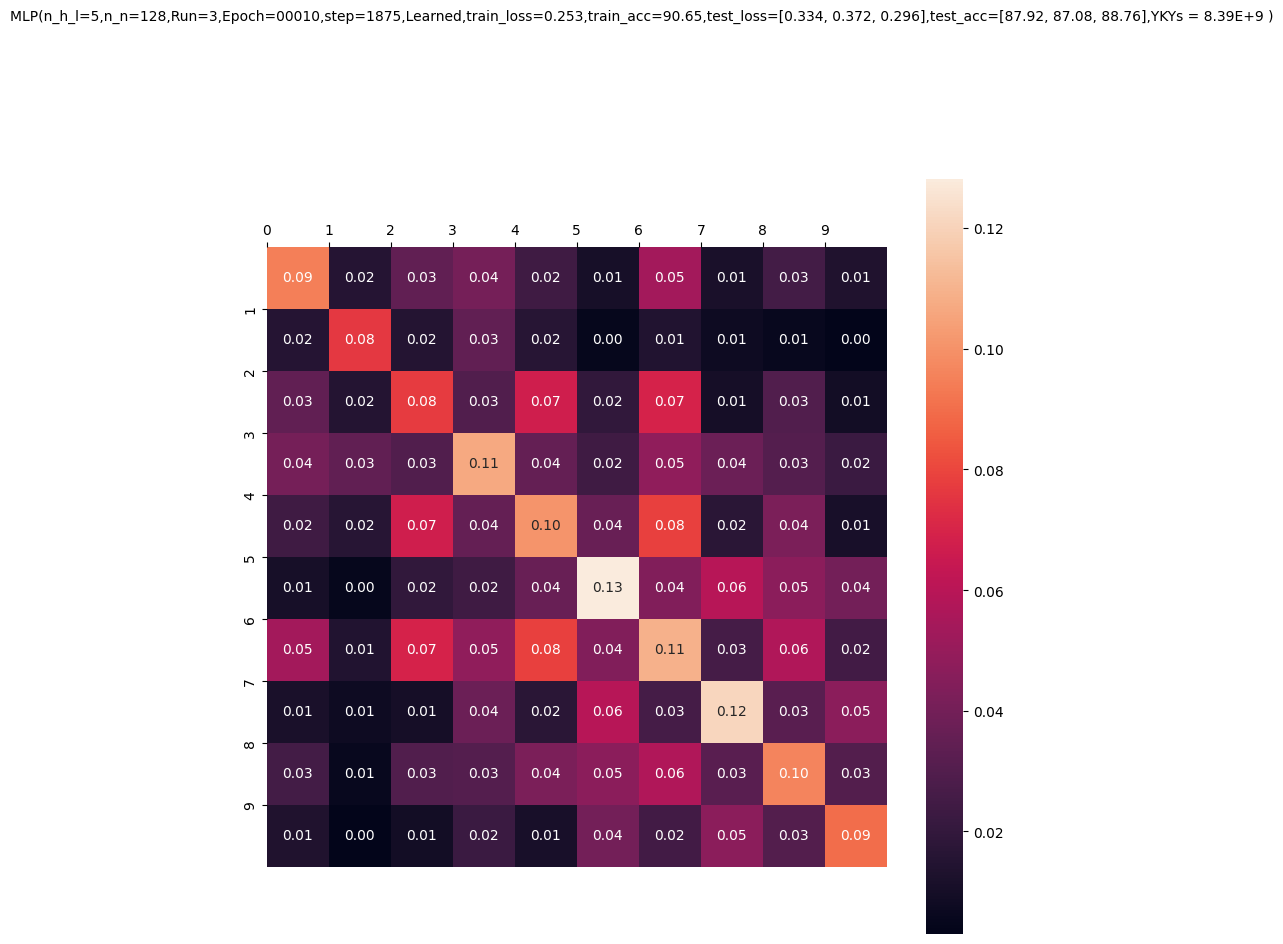 MLP(n_h_l=5,n_n=128,Run=3,Epoch=00010,step=1875,Learned,train_loss=0.253,train_acc=90.65,test_loss=[0.334, 0.372, 0.296],test_acc=[87.92, 87.08, 88.76],YKYs = 8.39E+9 )
0 1 2 3 4 5 6 7 8 9
0.09 0.02 0.03 0.04 0.02 0.01 0.05 0.01 0.03 0.01
1
0.02 0.08 0.02 0.03 0.02 0.00 0.01 0.01 0.01 0.00
2
0.03 0.02 0.08 0.03 0.07 0.02 0.07 0.01 0.03 0.01
3
0.04 0.03 0.03 0.11 0.04 0.02 0.05 0.04 0.03 0.02
4
0.02 0.02 0.07 0.04 0.10 0.04 0.08 0.02 0.04 0.01
5
0.01 0.00 0.02 0.02 0.04 0.13 0.04 0.06 0.05 0.04
6
0.05 0.01 0.07 0.05 0.08 0.04 0.11 0.03 0.06 0.02
7
0.01 0.01 0.01 0.04 0.02 0.06 0.03 0.12 0.03 0.05
8
0.03 0.01 0.03 0.03 0.04 0.05 0.06 0.03 0.10 0.03
9
0.01 0.00 0.01 0.02 0.01 0.04 0.02 0.05 0.03 0.09
0.12
0.10
0.08
0.06
0.04
0.02